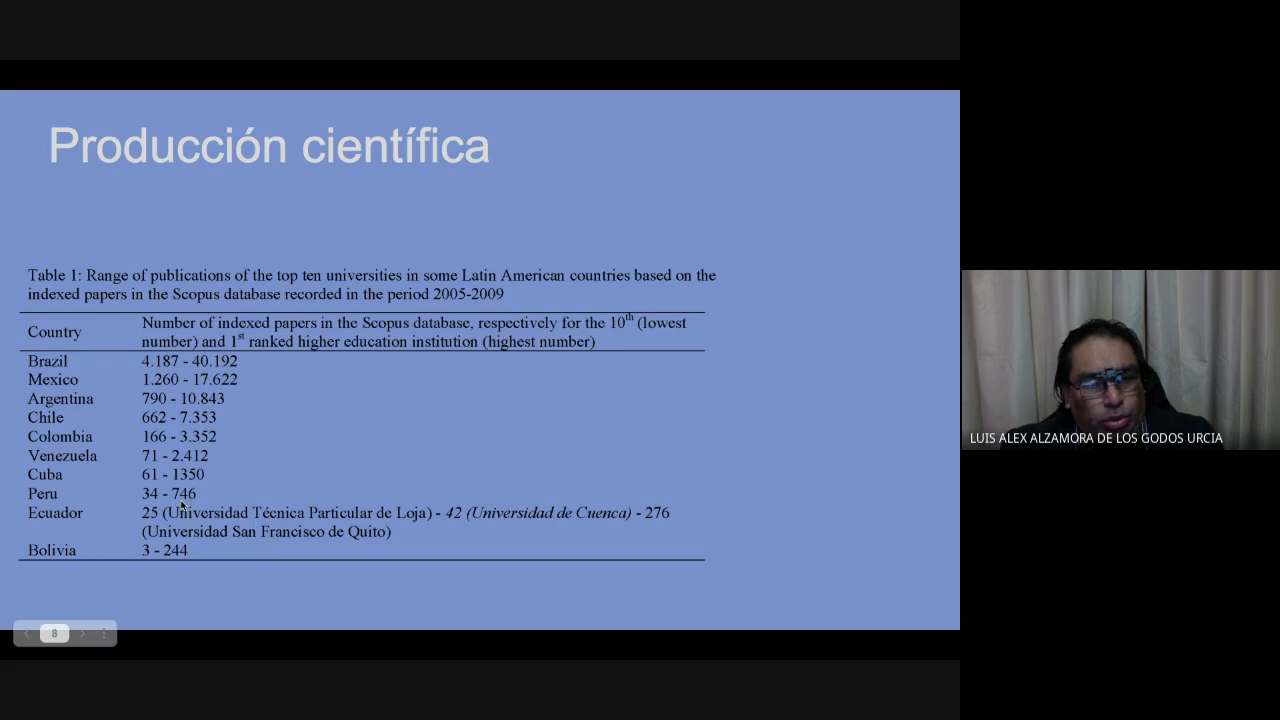 Producción científica
Table 1: Range of publications of the top ten universities in some Latin American countries based on the
indexed papers in the Scopus database recorded in the period 2005-2009
Country
Number of indexed papers in the Scopus database, respectively for the 10th (lowest
number) and 1st ranked higher education institution (highest number)
Brazil 4.187 - 40.192
Mexico 1.260 - 17.622
Argentina 790 - 10.843
Chile 662 - 7.353
Colombia 166 - 3.352
Venezuela 71 - 2.412
Cuba 61 - 1350
Peru 34 - 746
Ecuador 25 (Universidad Técnica Particular de Loja) - 42 (Universidad de Cuenca) - 276
(Universidad San Francisco de Quito)
Bolivia 3 - 244
8
LUIS ALEX ALZAMORA DE LOS GODOS URCIA